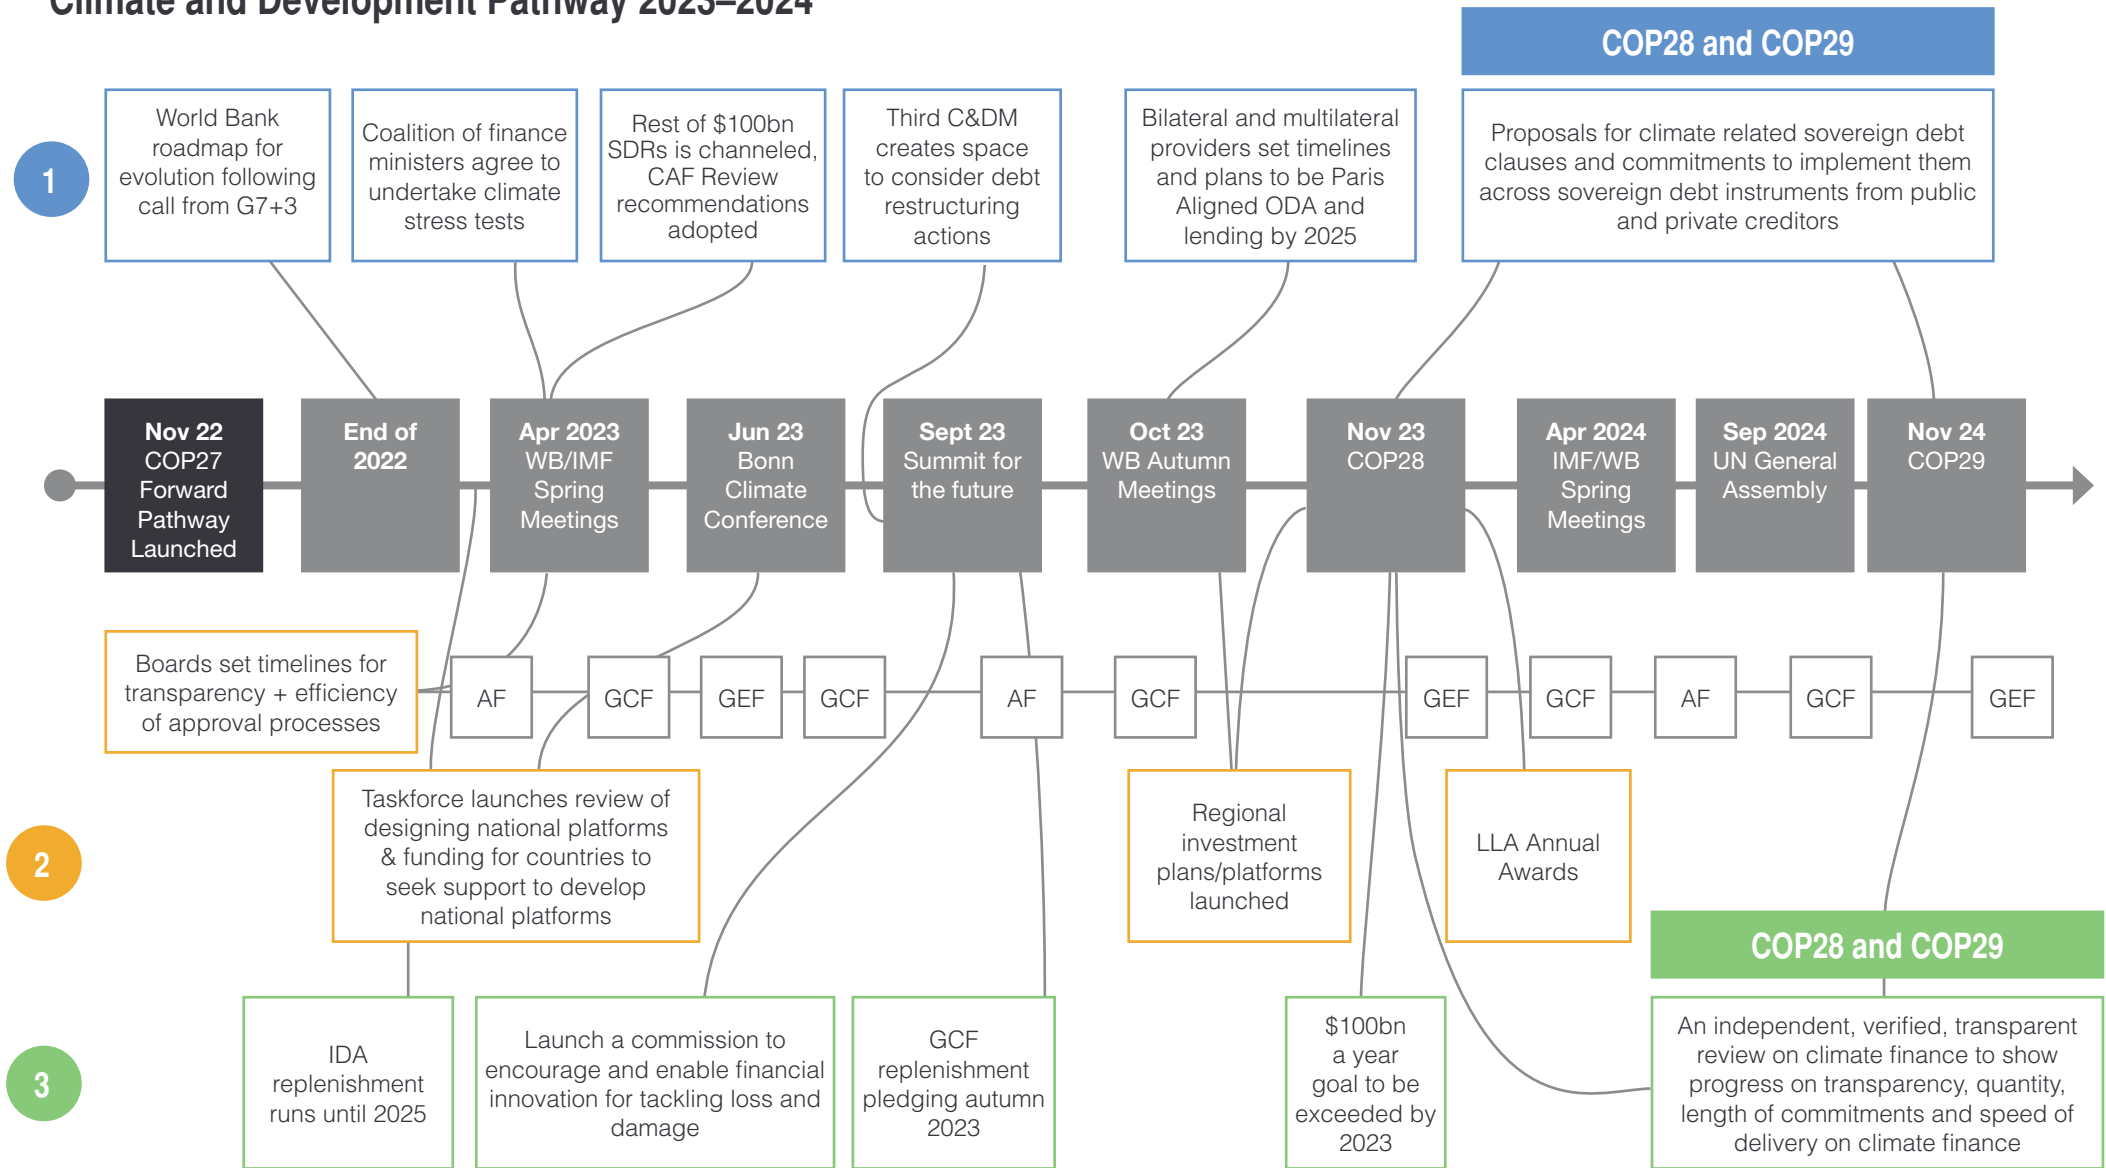 Climate and Development Pathway 2023–2024
COP28 and COP29
1
World Bank
roadmap for
evolution following
call from G7+3
Coalition of finance
ministers agree to
undertake climate
stress tests
Rest of $100bn
SDRs is channeled,
CAF Review
recommendations
adopted
Third C&DM
creates space
to consider debt
restructuring
actions
Bilateral and multilateral
providers set timelines
and plans to be Paris
Aligned ODA and
lending by 2025
Proposals for climate related sovereign debt
clauses and commitments to implement them
across sovereign debt instruments from public
and private creditors
Nov 22
COP27
Forward
Pathway
Launched
End of
2022
Apr 2023
WB/IMF
Spring
Meetings
Jun 23
Bonn
Climate
Conference
Sept 23
Summit for
the future
Oct 23
WB Autumn
Meetings
Nov 23
COP28
Apr 2024
IMF/WB
Spring
Meetings
Sep 2024
UN General
Assembly
Nov 24
COP29
Boards set timelines for
transparency + efficiency
of approval processes
AF
GCF
GEF
GCF
AF
GCF
GEF
GCF
AF
GCF
GEF
2
Taskforce launches review of
designing national platforms
& funding for countries to
seek support to develop
national platforms
Regional
investment
plans/platforms
launched
LLA Annual
Awards
COP28 and COP29
3
IDA
replenishment
runs until 2025
Launch a commission to
encourage and enable financial
innovation for tackling loss and
damage
GCF
replenishment
pledging autumn
2023
$100bn
a year
goal to be
exceeded by
2023
An independent, verified, transparent
review on climate finance to show
progress on transparency, quantity,
length of commitments and speed of
delivery on climate finance